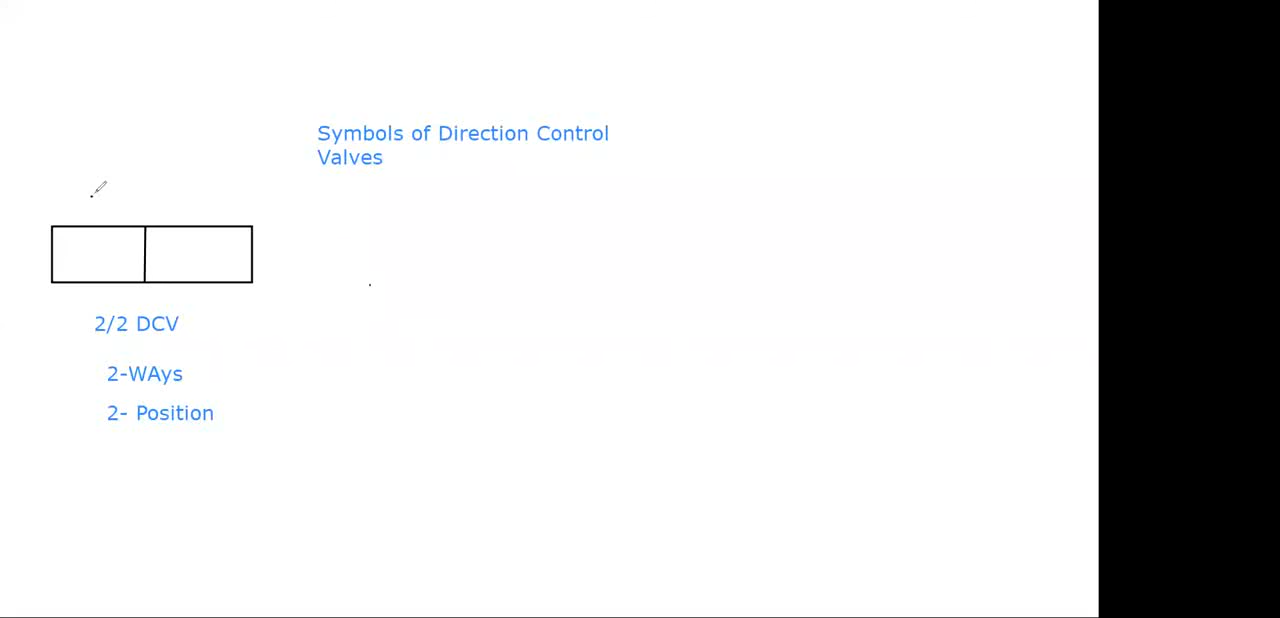 Symbols of Direction Control
Valves
2/2 DCV
2-WAys
2- Position